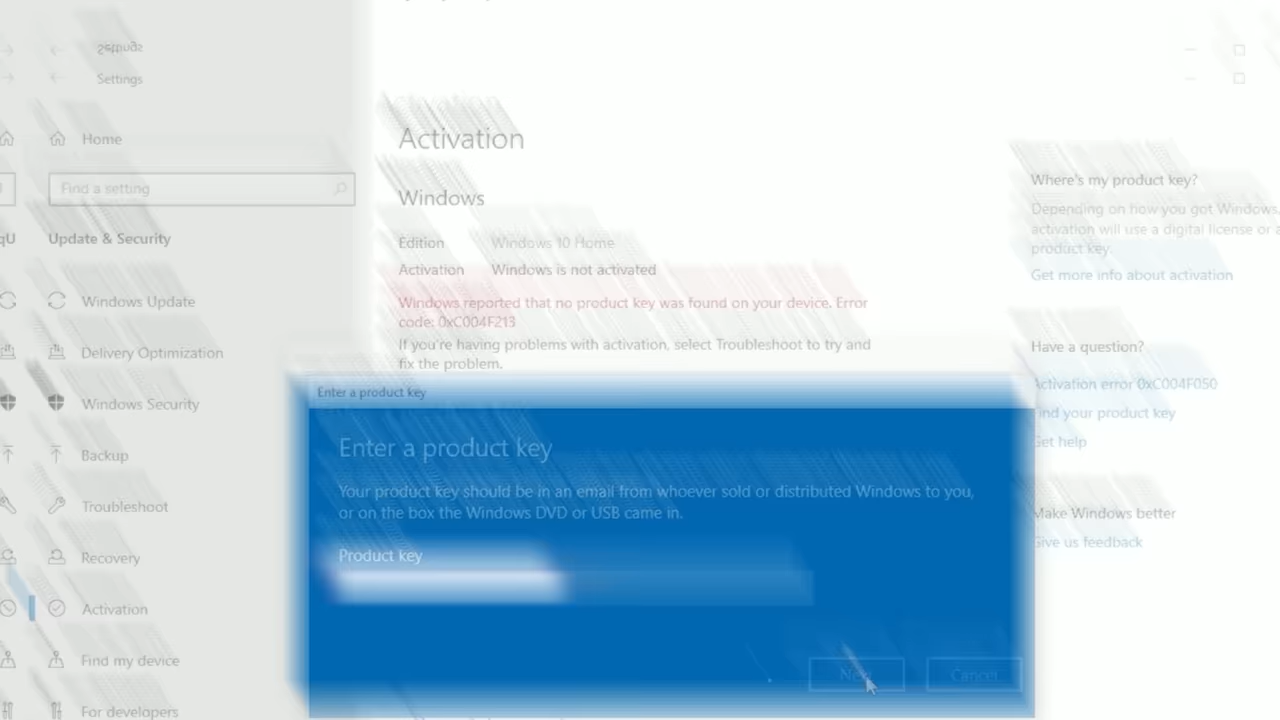 Settings
Home
Find a setting
Update & Security
Windows Update
Delivery Optimization
Windows Security
Backup
Troubleshoot
Recovery
Activation
Find my device
For developers
Activation
Windows
Edition Windows 10 Home
Activation Windows is not activated
Windows reported that no product key was found on your device. Error
code: 0xC004F213
If you're having problems with activation, select Troubleshoot to try and
fix the problem.
Enter a product key
Enter a product key
Your product key should be in an email from whoever sold or distributed Windows to you,
or on the box the Windows DVD or USB came in.
Product key
Next
Cancel
Where's my product key?
Depending on how you got Windows,
activation will use a digital license or a
product key.
Get more info about activation
Have a question?
Activation error 0xC004F050
Find your product key
Get help
Make Windows better
Give us feedback